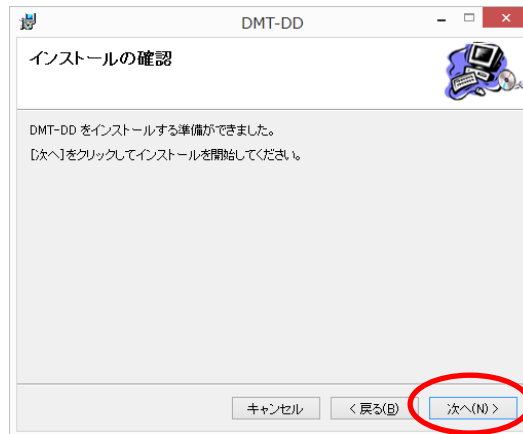 DMT-DD
インストールの確認
DMT-DD をインストールする準備ができました。
[次へ]をクリックしてインストールを開始してください。
キャンセル
< 戻る(B)
次へ(N) >